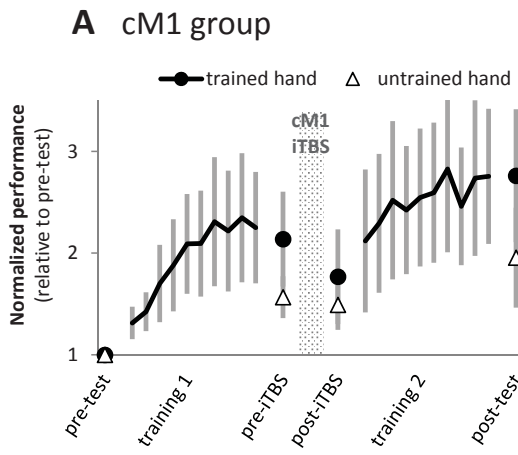 A cM1 group
trained hand
untrained hand
Normalized performance
(relative to pre-test)
cM1
iTBS
3
2
1
pre-test
training 1
pre-iTBS
post-iTBS
training 2
post-test